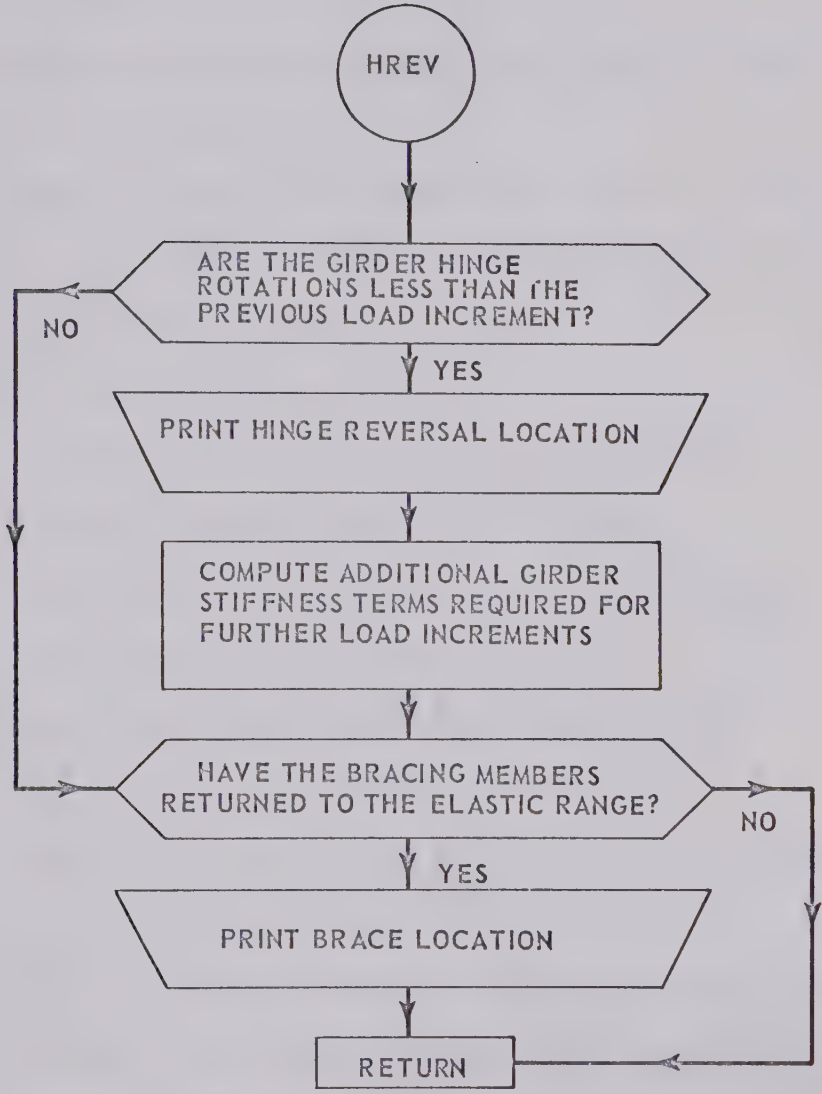 HREV
ARE THE GIRDER HINGE
ROTATIONS LESS THAN THE
PREVIOUS LOAD INCREMENT?
NO
YES
PRINT HINGE REVERSAL LOCATION
COMPUTE ADDITIONAL GIRDER
STIFFNESS TERMS REQUIRED FOR
FURTHER LOAD INCREMENTS
HAVE THE BRACING MEMBERS
RETURNED TO THE ELASTIC RANGE?
NO
YES
PRINT BRACE LOCATION
RETURN